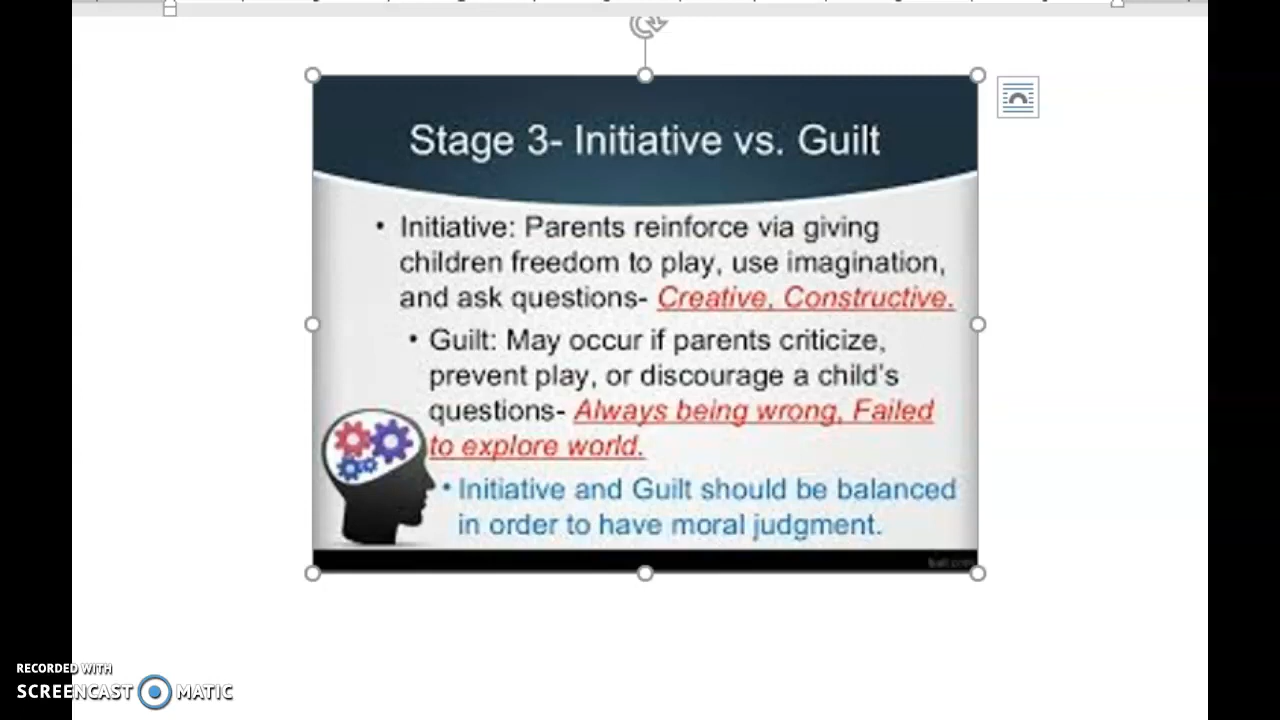 Stage 3- Initiative vs. Guilt
• Initiative: Parents reinforce via giving
children freedom to play, use imagination,
and ask questions- Creative, Constructive.
• Guilt: May occur if parents criticize,
prevent play, or discourage a child's
questions- Always being wrong, Failed
to explore world.
• Initiative and Guilt should be balanced
in order to have moral judgment.
RECORDED WITH
SCREENCAST MATIC